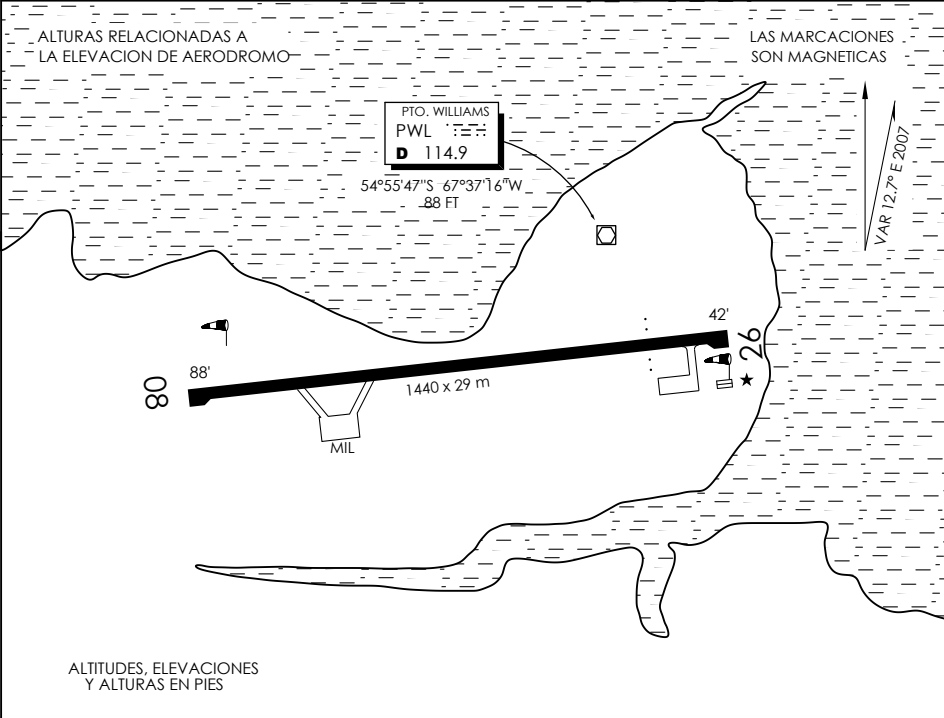 ALTURAS RELACIONADAS A
LA ELEVACION DE AERODROMO
LAS MARCACIONES
SON MAGNETICAS
PTO. WILLIAMS
PWL
D 114.9
54°55'47"S 67°37'16"W
88 FT
VAR 12.7° E 2007
42'
26
88'
08
1440 x 29 m
MIL
ALTITUDES, ELEVACIONES
Y ALTURAS EN PIES